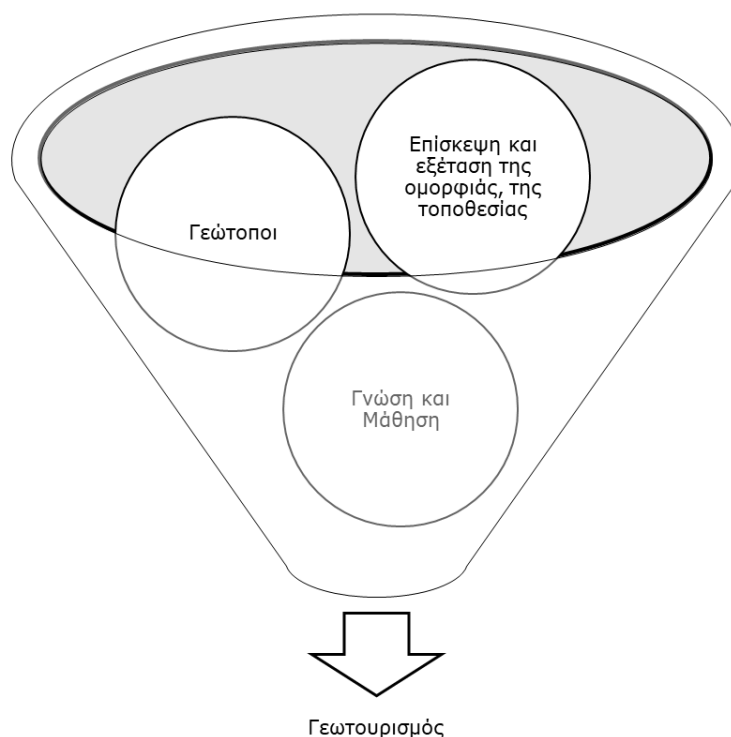 Επίσκεψη και
εξέταση της
ομορφιάς, της
τοποθεσίας
Γεώτοποι
Γνώση και
Μάθηση
Γεωτουρισμός